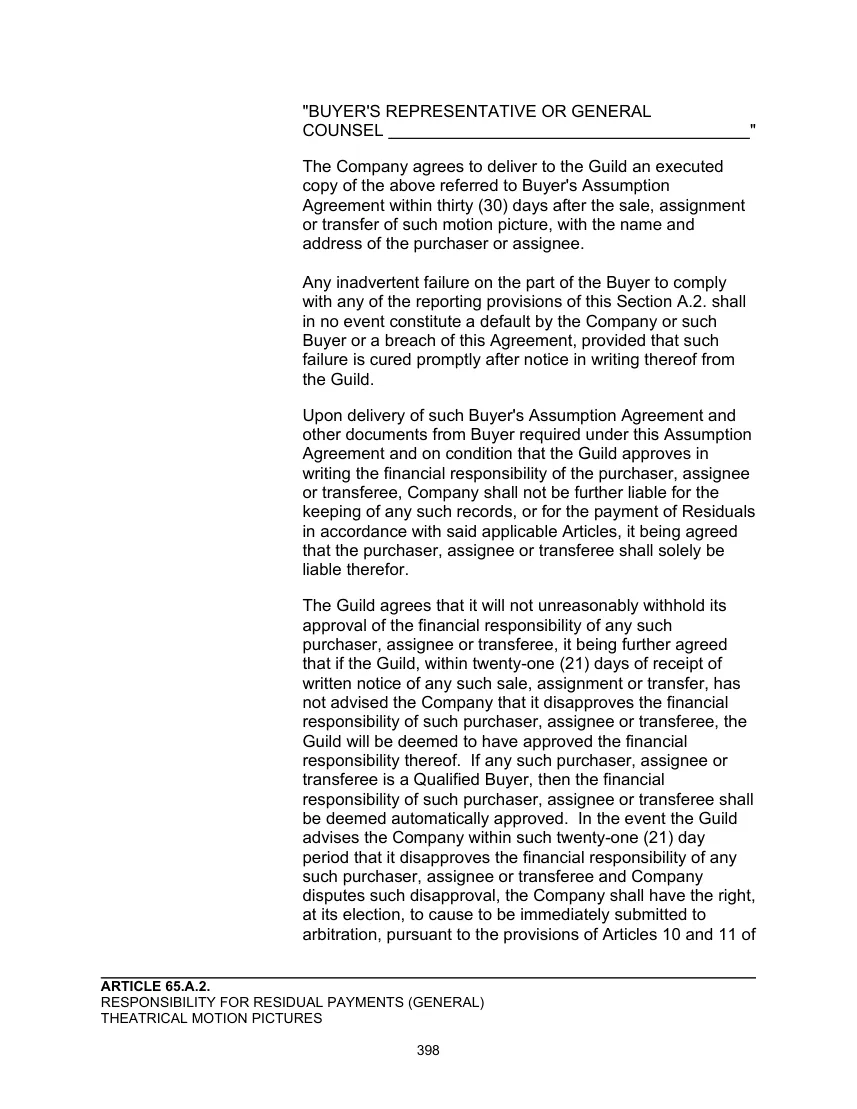 "BUYER'S REPRESENTATIVE OR GENERAL
COUNSEL ________________________________________"
The Company agrees to deliver to the Guild an executed
copy of the above referred to Buyer's Assumption
Agreement within thirty (30) days after the sale, assignment
or transfer of such motion picture, with the name and
address of the purchaser or assignee.
Any inadvertent failure on the part of the Buyer to comply
with any of the reporting provisions of this Section A.2. shall
in no event constitute a default by the Company or such
Buyer or a breach of this Agreement, provided that such
failure is cured promptly after notice in writing thereof from
the Guild.
Upon delivery of such Buyer's Assumption Agreement and
other documents from Buyer required under this Assumption
Agreement and on condition that the Guild approves in
writing the financial responsibility of the purchaser, assignee
or transferee, Company shall not be further liable for the
keeping of any such records, or for the payment of Residuals
in accordance with said applicable Articles, it being agreed
that the purchaser, assignee or transferee shall solely be
liable therefor.
The Guild agrees that it will not unreasonably withhold its
approval of the financial responsibility of any such
purchaser, assignee or transferee, it being further agreed
that if the Guild, within twenty-one (21) days of receipt of
written notice of any such sale, assignment or transfer, has
not advised the Company that it disapproves the financial
responsibility of such purchaser, assignee or transferee, the
Guild will be deemed to have approved the financial
responsibility thereof.  If any such purchaser, assignee or
transferee is a Qualified Buyer, then the financial
responsibility of such purchaser, assignee or transferee shall
be deemed automatically approved.  In the event the Guild
advises the Company within such twenty-one (21) day
period that it disapproves the financial responsibility of any
such purchaser, assignee or transferee and Company
disputes such disapproval, the Company shall have the right,
at its election, to cause to be immediately submitted to
arbitration, pursuant to the provisions of Articles 10 and 11 of
ARTICLE 65.A.2.
RESPONSIBILITY FOR RESIDUAL PAYMENTS (GENERAL)
THEATRICAL MOTION PICTURES
398